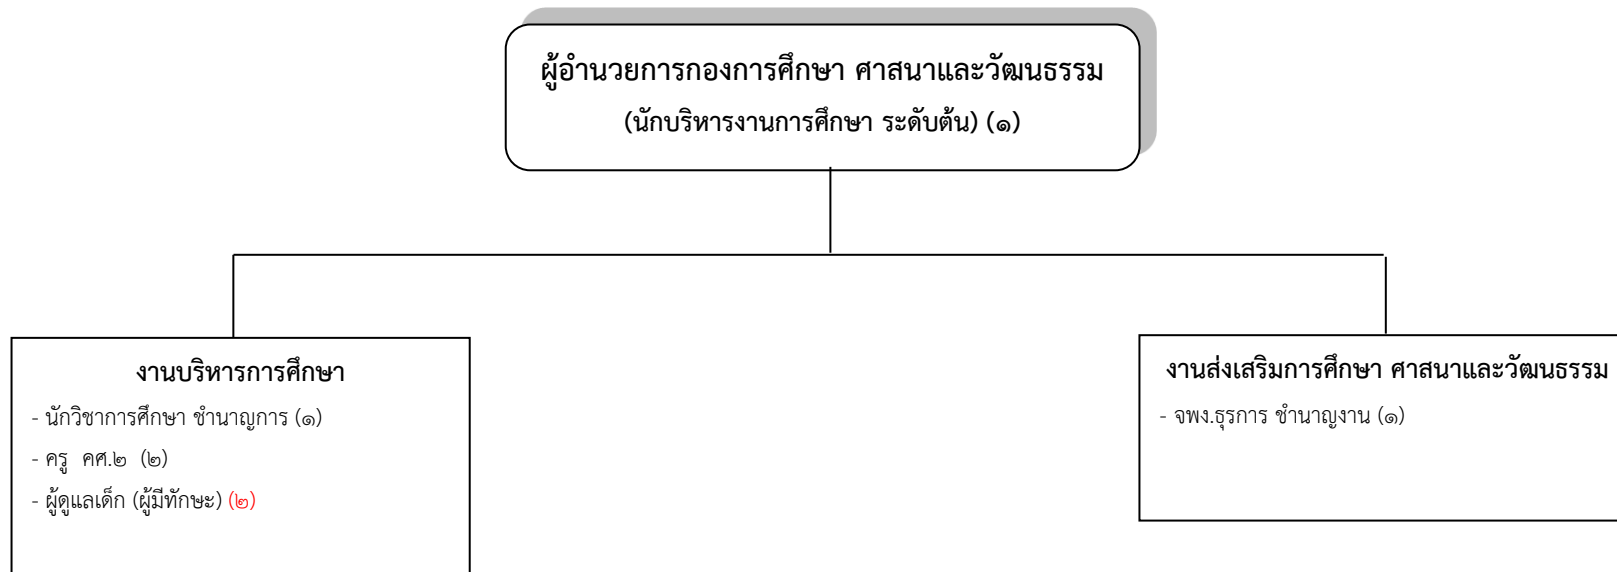 ผู้อำนวยการกองการศึกษา ศาสนาและวัฒนธรรม
(นักบริหารงานการศึกษา ระดับต้น) (๑)
งานบริหารการศึกษา
- นักวิชาการศึกษา ชำนาญการ (๑)
- ครู คศ.๒ (๒)
- ผู้ดูแลเด็ก (ผู้มีทักษะ) (๒)
งานส่งเสริมการศึกษา ศาสนาและวัฒนธรรม
- จพง.ธุรการ ชำนาญงาน (๑)